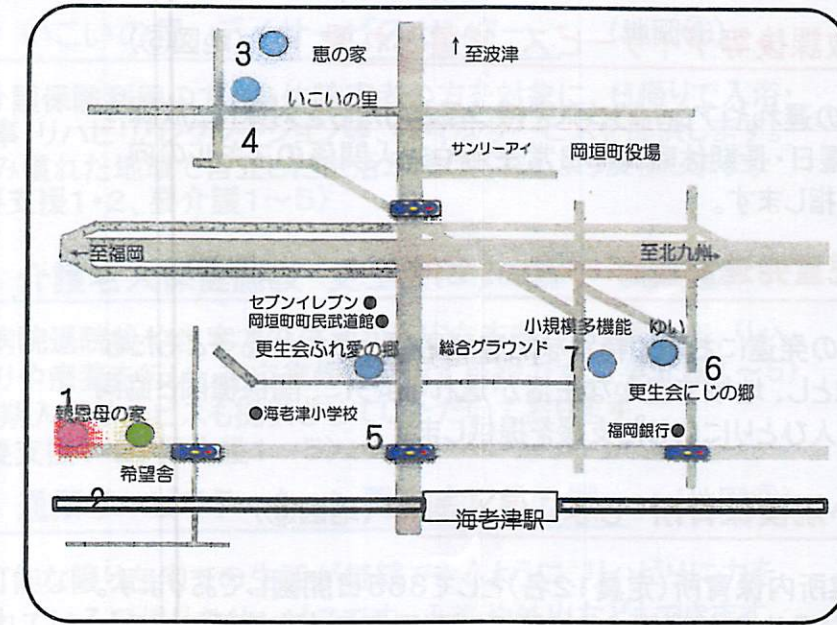 3
恵の家
↑至波津
いこいの里
4
サンリーアイ
岡垣町役場
←至福岡
至北九州→
セブンイレブン
岡垣町町民武道館
更生会ふれ愛の郷
総合グラウンド
小規模多機能 ゆい
7
6
更生会にじの郷
1
報恩母の家
海老津小学校
5
福岡銀行
希望舎
2
海老津駅